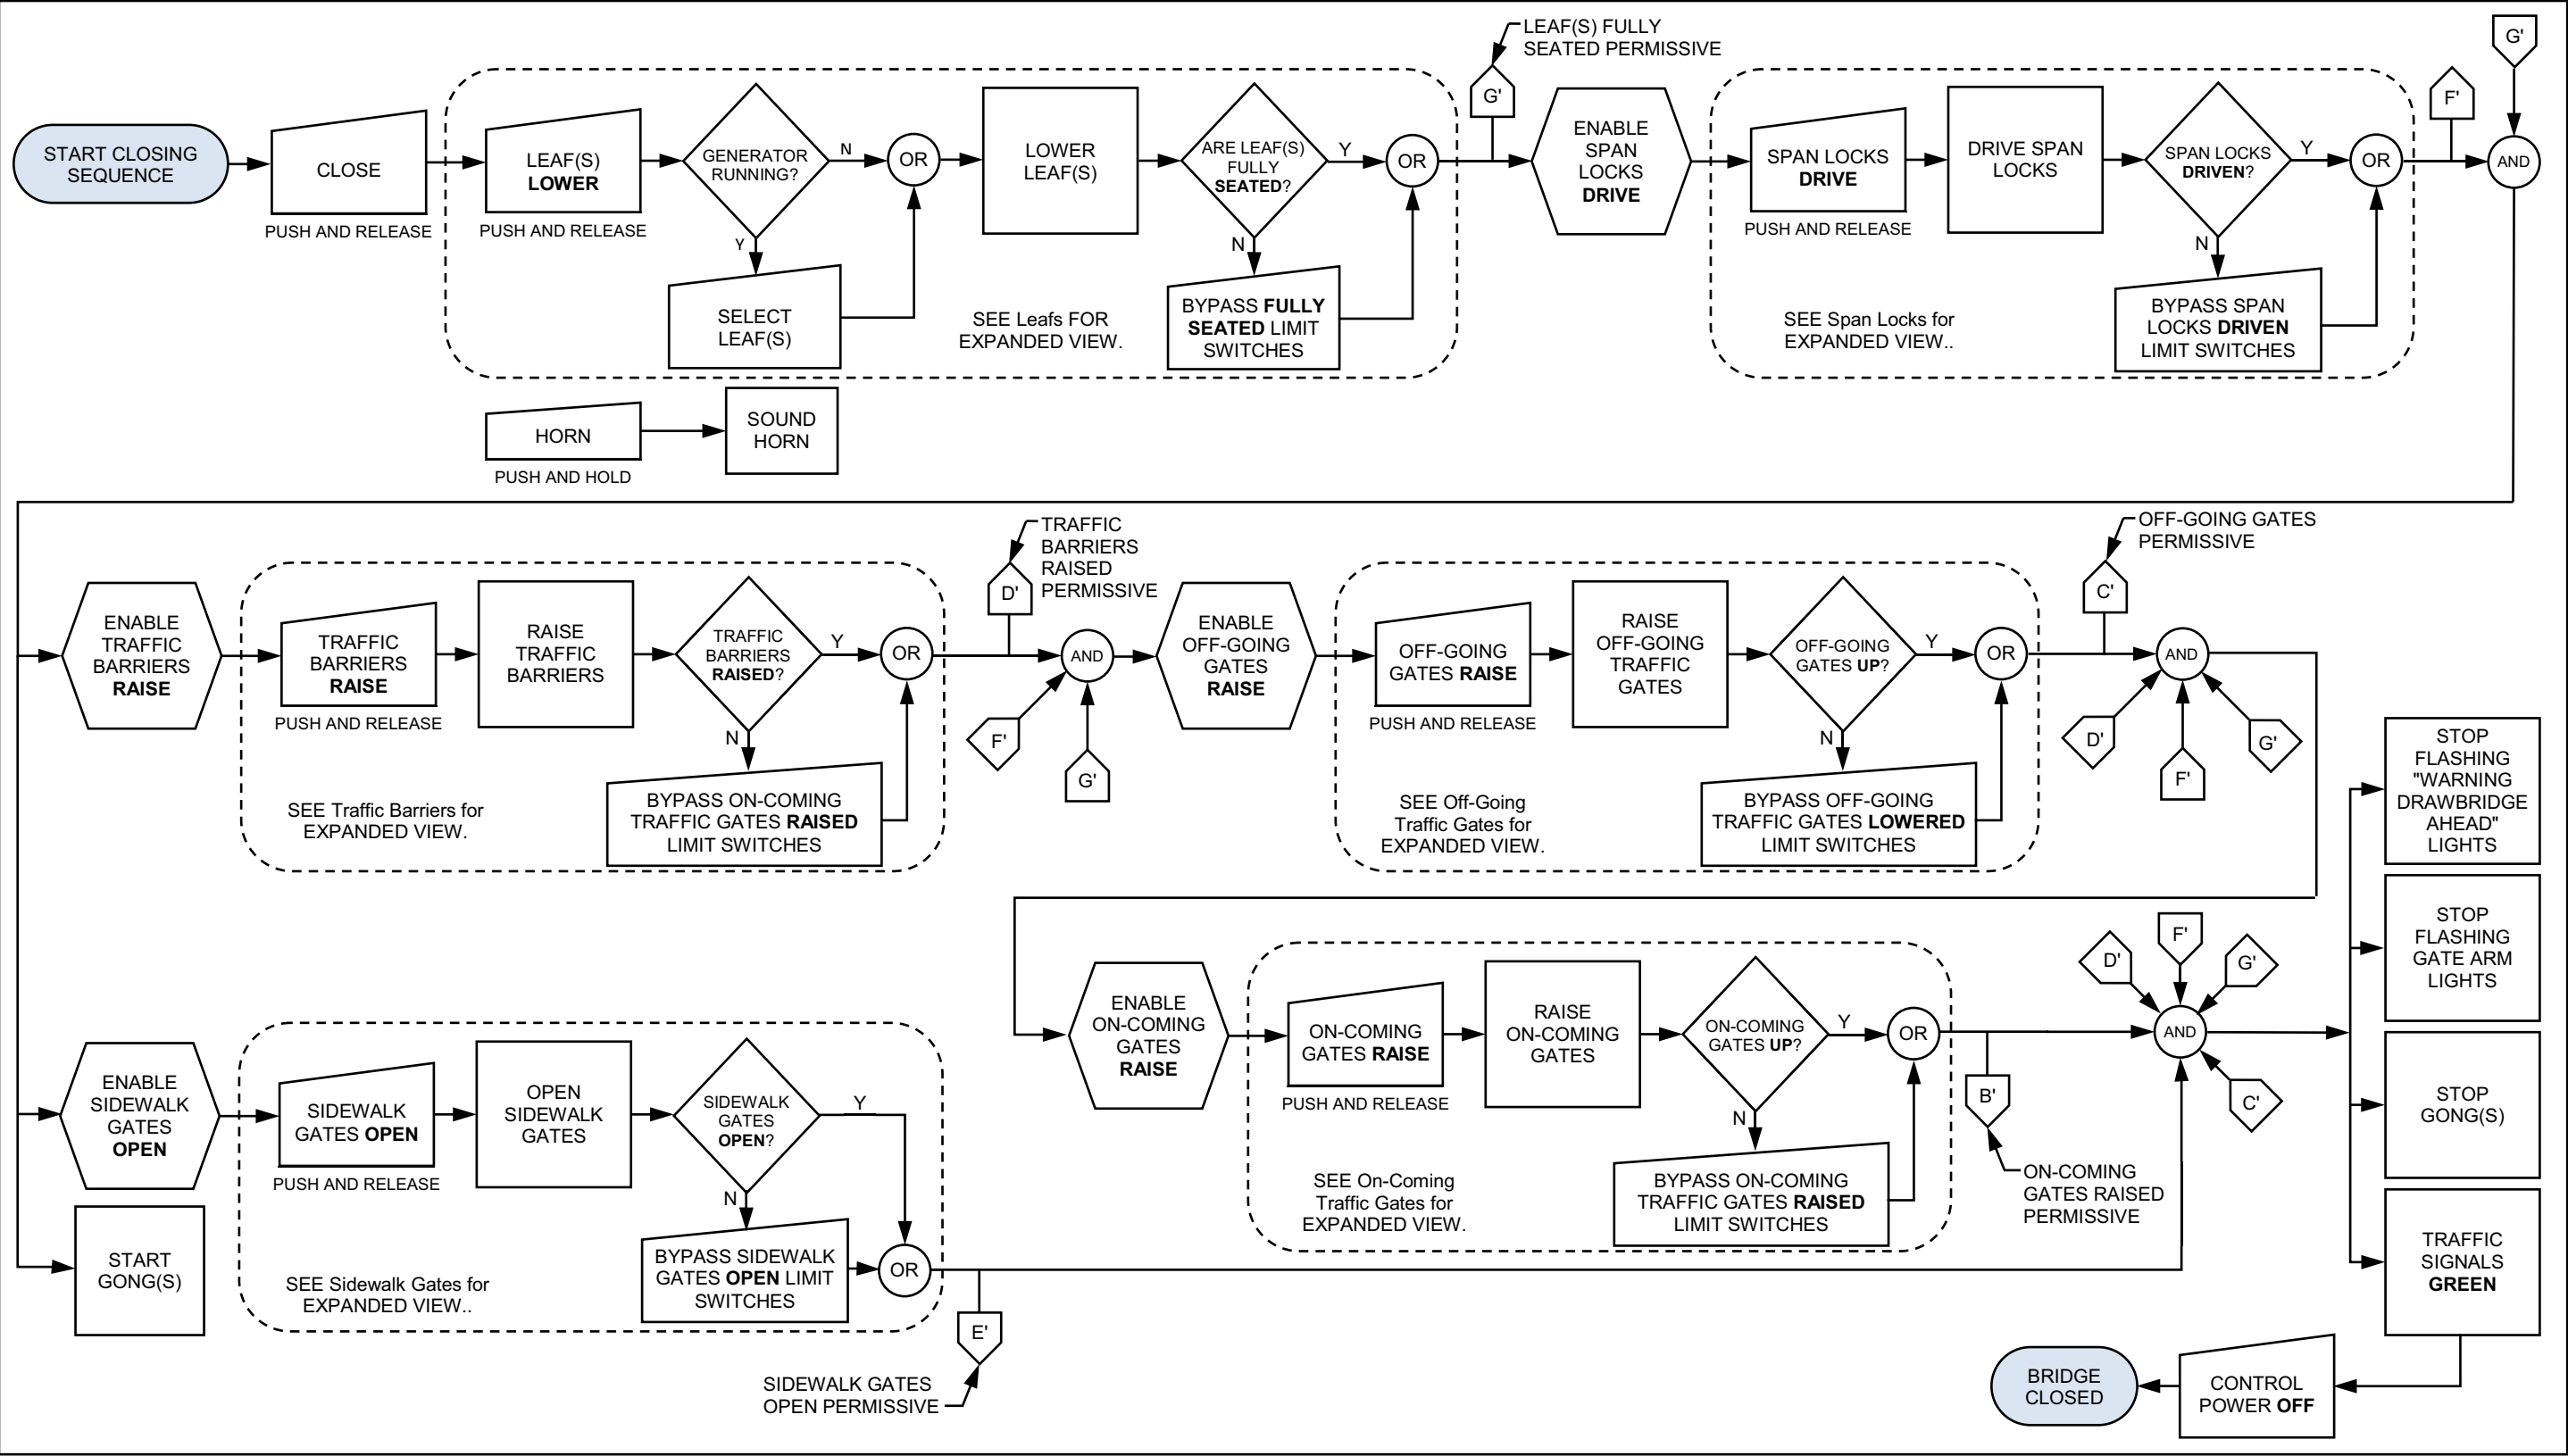 LEAF(S) FULLY
SEATED PERMISSIVE
G'
G'
F'
START CLOSING
SEQUENCE
CLOSE
PUSH AND RELEASE
LEAF(S)
LOWER
PUSH AND RELEASE
GENERATOR
RUNNING?
N
Y
OR
SELECT
LEAF(S)
LOWER
LEAF(S)
ARE LEAF(S)
FULLY
SEATED?
Y
N
OR
BYPASS FULLY
SEATED LIMIT
SWITCHES
SEE Leafs FOR
EXPANDED VIEW.
ENABLE
SPAN
LOCKS
DRIVE
SPAN LOCKS
DRIVE
PUSH AND RELEASE
DRIVE SPAN
LOCKS
SPAN LOCKS
DRIVEN?
Y
N
OR
AND
BYPASS SPAN
LOCKS DRIVEN
LIMIT SWITCHES
SEE Span Locks for
EXPANDED VIEW..
HORN
PUSH AND HOLD
SOUND
HORN
TRAFFIC
BARRIERS
RAISED
PERMISSIVE
D'
OFF-GOING GATES
PERMISSIVE
C'
ENABLE
TRAFFIC
BARRIERS
RAISE
TRAFFIC
BARRIERS
RAISE
PUSH AND RELEASE
RAISE
TRAFFIC
BARRIERS
TRAFFIC
BARRIERS
RAISED?
Y
N
OR
BYPASS ON-COMING
TRAFFIC GATES RAISED
LIMIT SWITCHES
SEE Traffic Barriers for
EXPANDED VIEW.
AND
F'
G'
ENABLE
OFF-GOING
GATES
RAISE
OFF-GOING
GATES RAISE
PUSH AND RELEASE
RAISE
OFF-GOING
TRAFFIC
GATES
OFF-GOING
GATES UP?
Y
N
OR
BYPASS OFF-GOING
TRAFFIC GATES LOWERED
LIMIT SWITCHES
SEE Off-Going
Traffic Gates for
EXPANDED VIEW.
AND
D'
F'
G'
STOP
FLASHING
"WARNING
DRAWBRIDGE
AHEAD"
LIGHTS
STOP
FLASHING
GATE ARM
LIGHTS
STOP
GONG(S)
TRAFFIC
SIGNALS
GREEN
ENABLE
ON-COMING
GATES
RAISE
ON-COMING
GATES RAISE
PUSH AND RELEASE
RAISE
ON-COMING
GATES
ON-COMING
GATES UP?
Y
N
OR
BYPASS ON-COMING
TRAFFIC GATES RAISED
LIMIT SWITCHES
SEE On-Coming
Traffic Gates for
EXPANDED VIEW.
B'
ON-COMING
GATES RAISED
PERMISSIVE
D'
F'
G'
AND
C'
ENABLE
SIDEWALK
GATES
OPEN
SIDEWALK
GATES OPEN
PUSH AND RELEASE
OPEN
SIDEWALK
GATES
SIDEWALK
GATES
OPEN?
Y
N
BYPASS SIDEWALK
GATES OPEN LIMIT
SWITCHES
OR
SEE Sidewalk Gates for
EXPANDED VIEW..
START
GONG(S)
E'
SIDEWALK GATES
OPEN PERMISSIVE
BRIDGE
CLOSED
CONTROL
POWER OFF